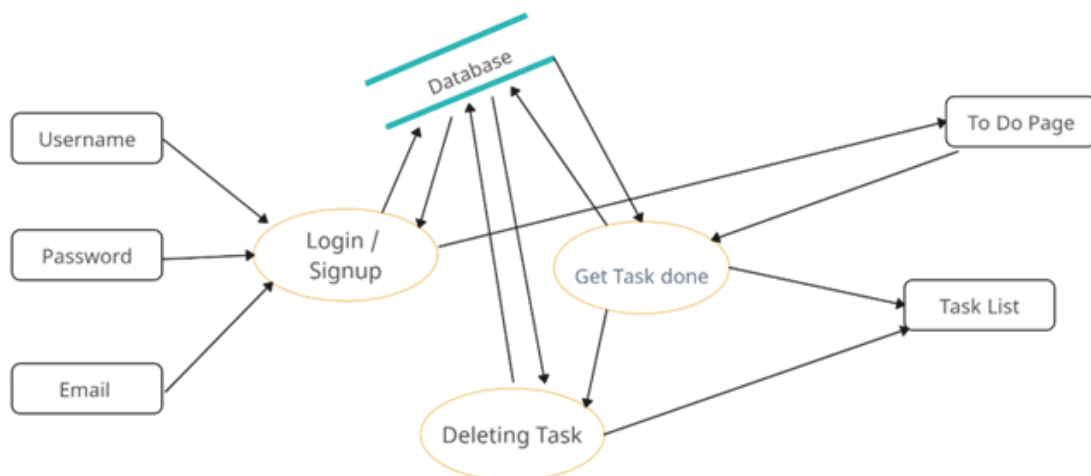 Database
Username
To Do Page
Password
Login /
Signup
Get Task done
Task List
Email
Deleting Task